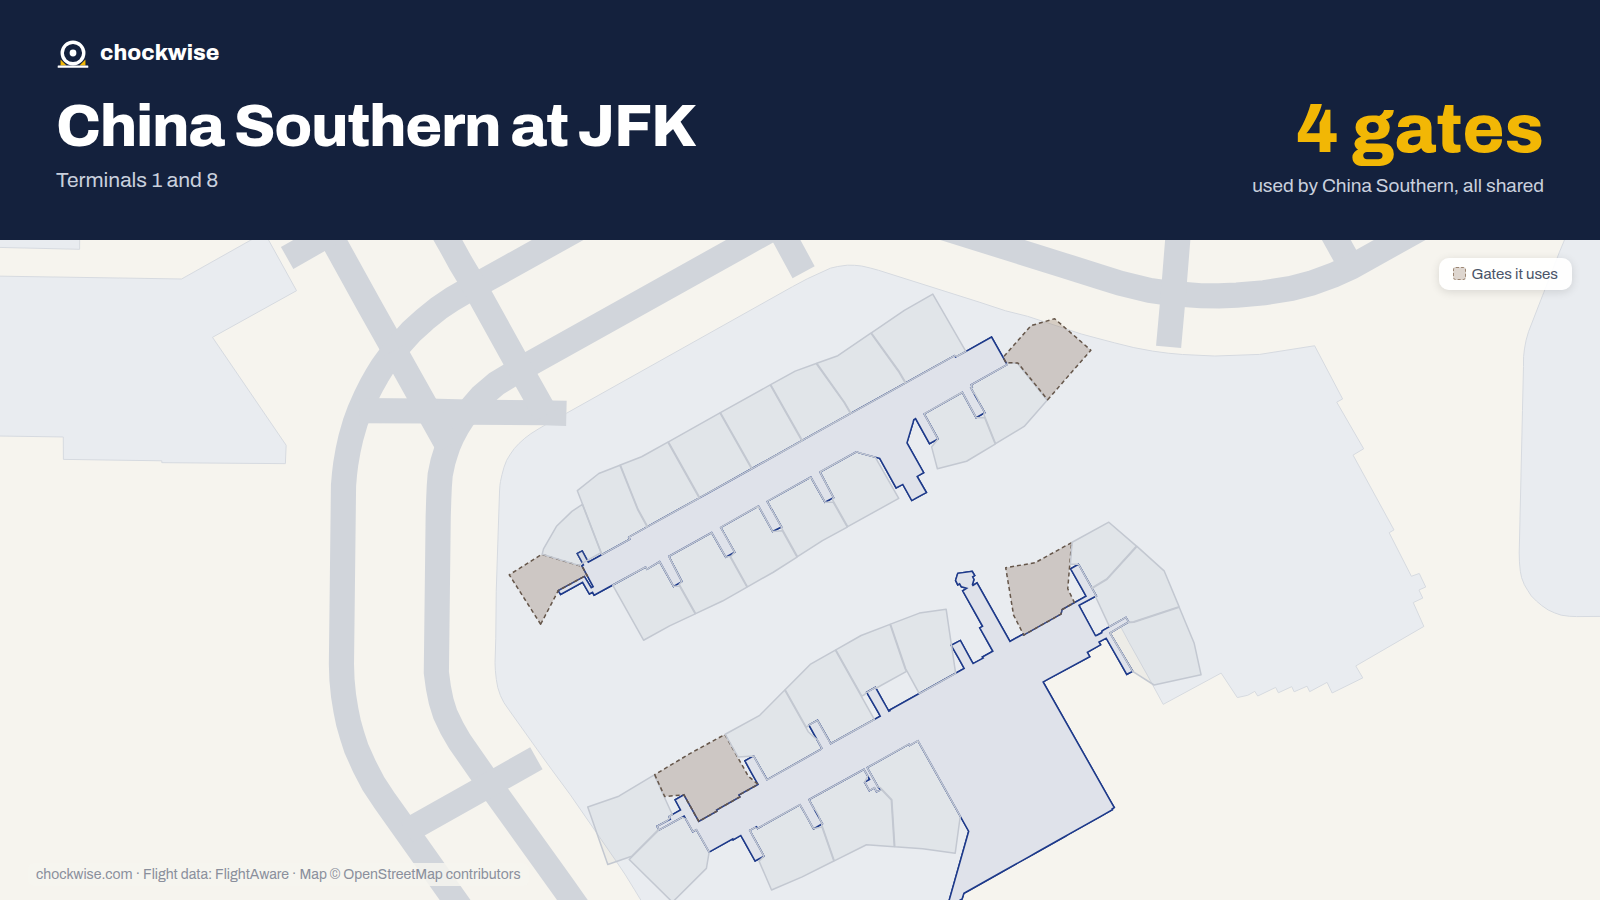 chockwise
China Southern at JFK
Terminals 1 and 8
4 gates
used by China Southern, all shared
Gates it uses
chockwise.com · Flight data: FlightAware · Map © OpenStreetMap contributors